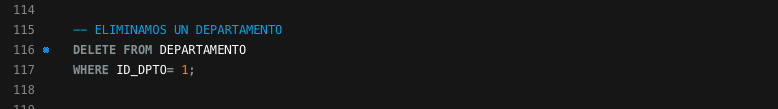 114
115 -- ELIMINAMOS UN DEPARTAMENTO
116 DELETE FROM DEPARTAMENTO
117 WHERE ID_DPTO= 1;
118